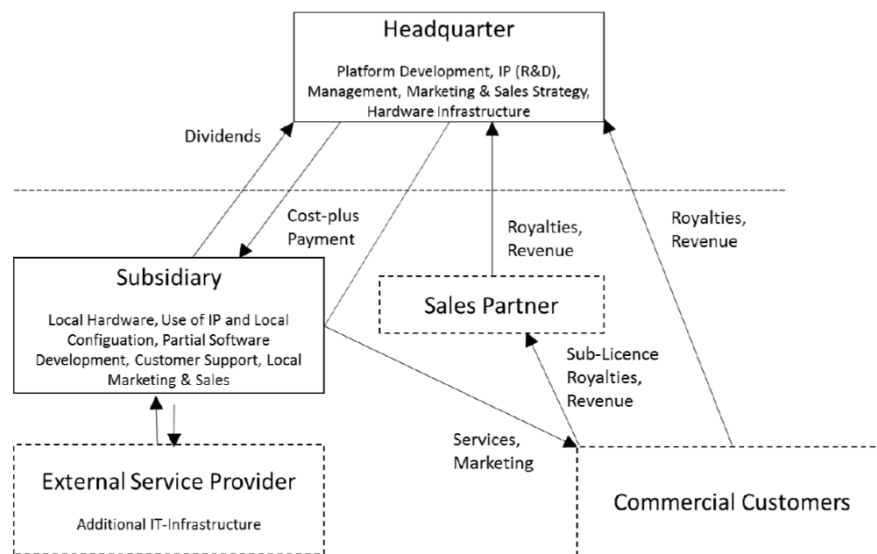 Headquarter
Platform Development, IP (R&D),
Management, Marketing & Sales Strategy,
Hardware Infrastructure
Dividends
Cost-plus
Payment
Royalties,
Revenue
Royalties,
Revenue
Subsidiary
Local Hardware, Use of IP and Local
Configuation, Partial Software
Development, Customer Support, Local
Marketing & Sales
Sales Partner
Sub-Licence
Royalties,
Revenue
Services,
Marketing
External Service Provider
Additional IT-Infrastructure
Commercial Customers